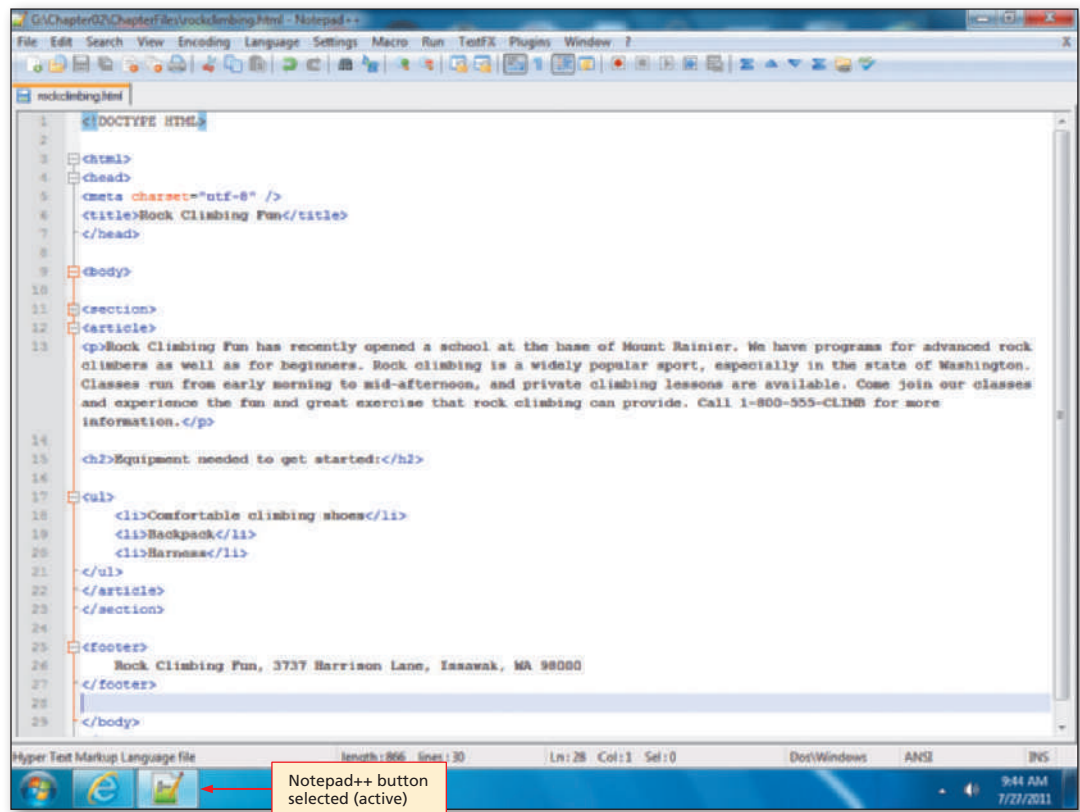 G:\Chapter02\ChapterFiles\rockclimbing.html - Notepad++
File Edit Search View Encoding Language Settings Macro Run TextFX Plugins Window ? X
rockclimbing.html
1 <!DOCTYPE HTML>
2
3 <html>
4 <head>
5 <meta charset="utf-8" />
6 <title>Rock Climbing Fun</title>
7 </head>
8
9 <body>
10
11 <section>
12 <article>
13 <p>Rock Climbing Fun has recently opened a school at the base of Mount Rainier. We have programs for advanced rock
climbers as well as for beginners. Rock climbing is a widely popular sport, especially in the state of Washington.
Classes run from early morning to mid-afternoon, and private climbing lessons are available. Come join our classes
and experience the fun and great exercise that rock climbing can provide. Call 1-800-555-CLIMB for more
information.</p>
14
15 <h2>Equipment needed to get started:</h2>
16
17 <ul>
18 <li>Comfortable climbing shoes</li>
19 <li>Backpack</li>
20 <li>Harness</li>
21 </ul>
22 </article>
23 </section>
24
25 <footer>
26 Rock Climbing Fun, 3737 Harrison Lane, Issawak, WA 98000
27 </footer>
28
29 </body>
Hyper Text Markup Language file length : 866 lines : 30 Ln : 28 Col : 1 Sel : 0 Dos\Windows ANSI INS
Notepad++ button
selected (active)
9:44 AM
7/27/2011